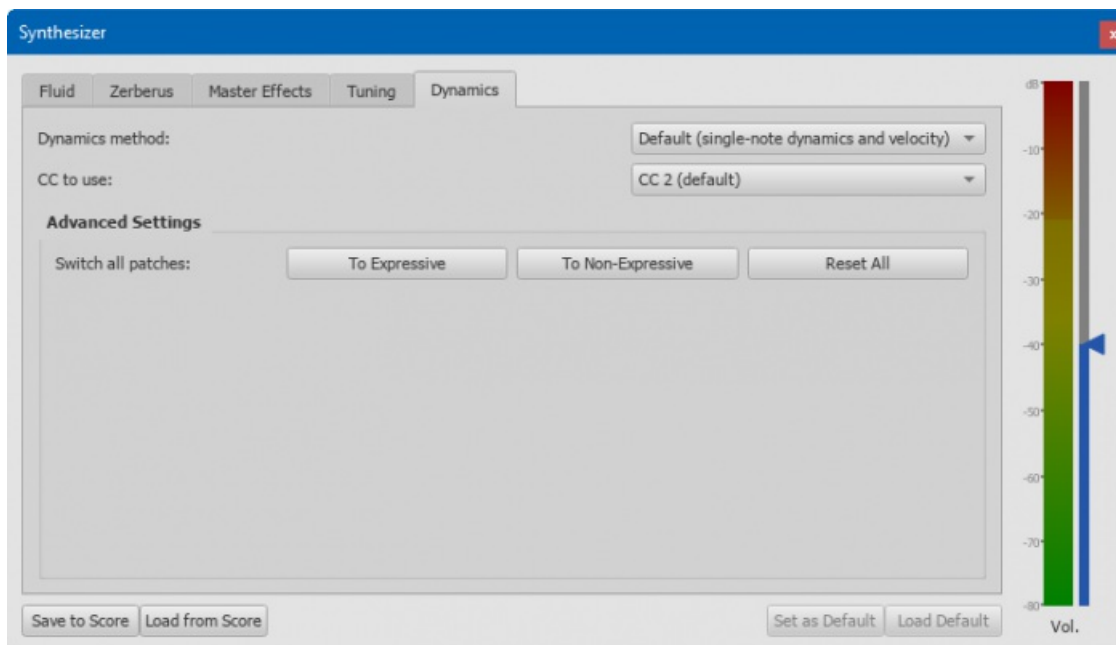 Synthesizer
x
Fluid Zerberus Master Effects Tuning Dynamics
Dynamics method: Default (single-note dynamics and velocity)
CC to use: CC 2 (default)
Advanced Settings
Switch all patches: To Expressive To Non-Expressive Reset All
Save to Score Load from Score Set as Default Load Default
dB
-10
-20
-30
-40
-50
-60
-70
-80
Vol.